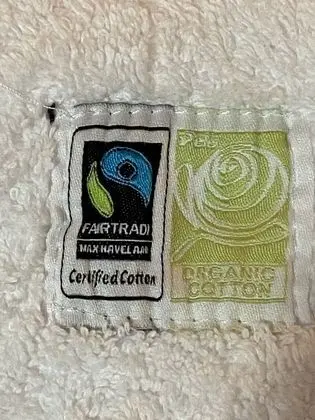 FAIRTRADE
MAX HAVELAAR
Certified Cotton
ORGANIC
COTTON